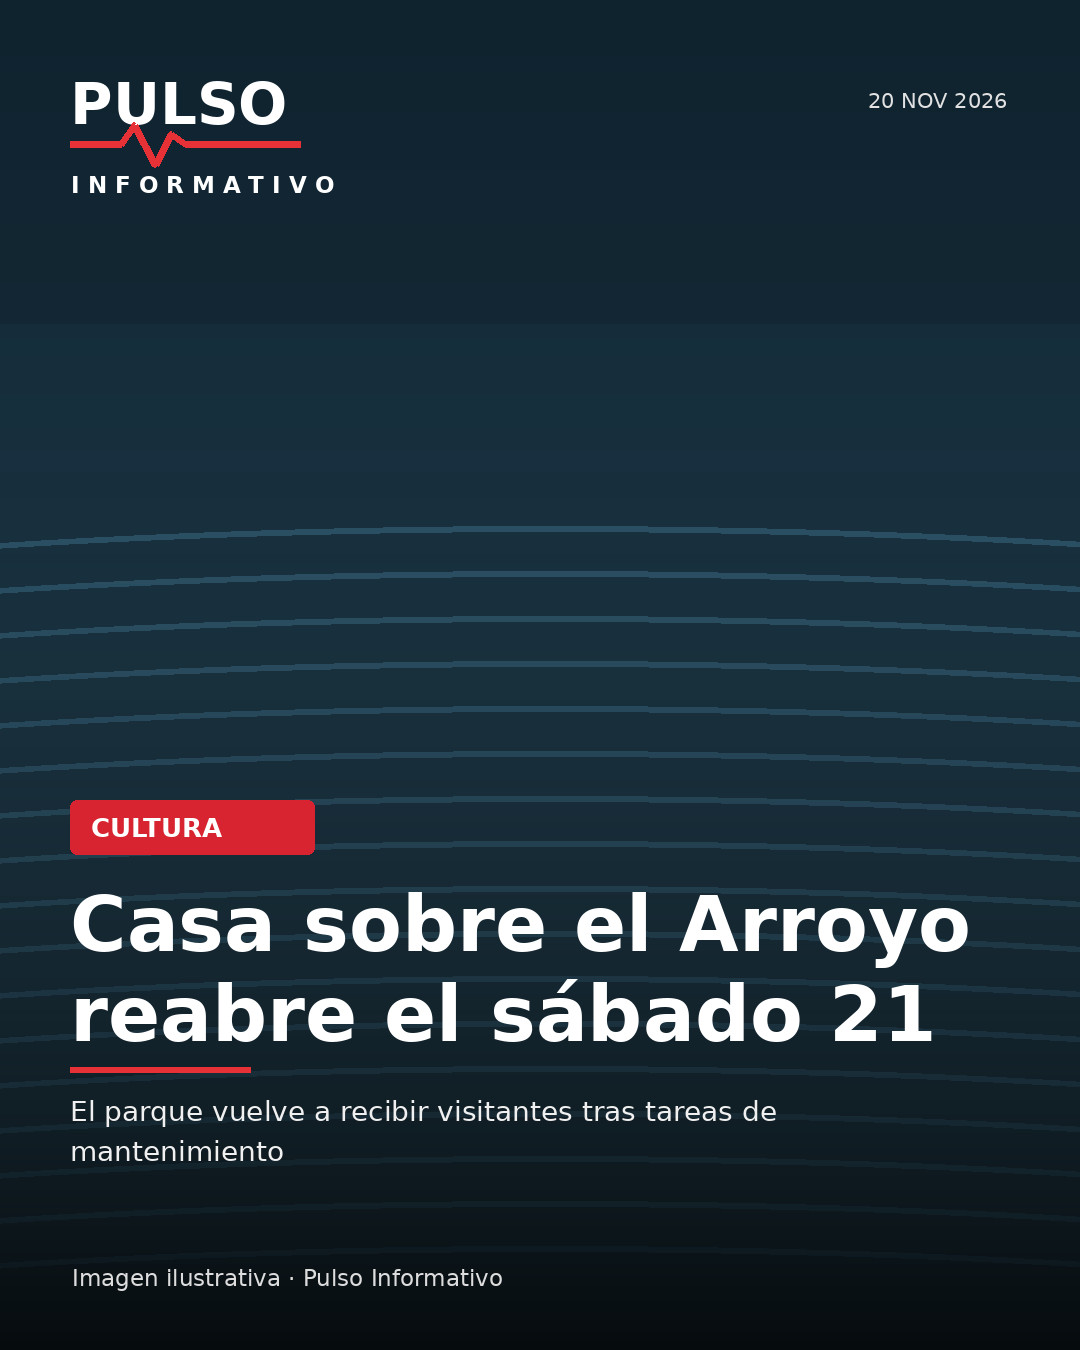 PULSO
INFORMATIVO
20 NOV 2026
CULTURA
Casa sobre el Arroyo
reabre el sábado 21
El parque vuelve a recibir visitantes tras tareas de
mantenimiento
Imagen ilustrativa · Pulso Informativo